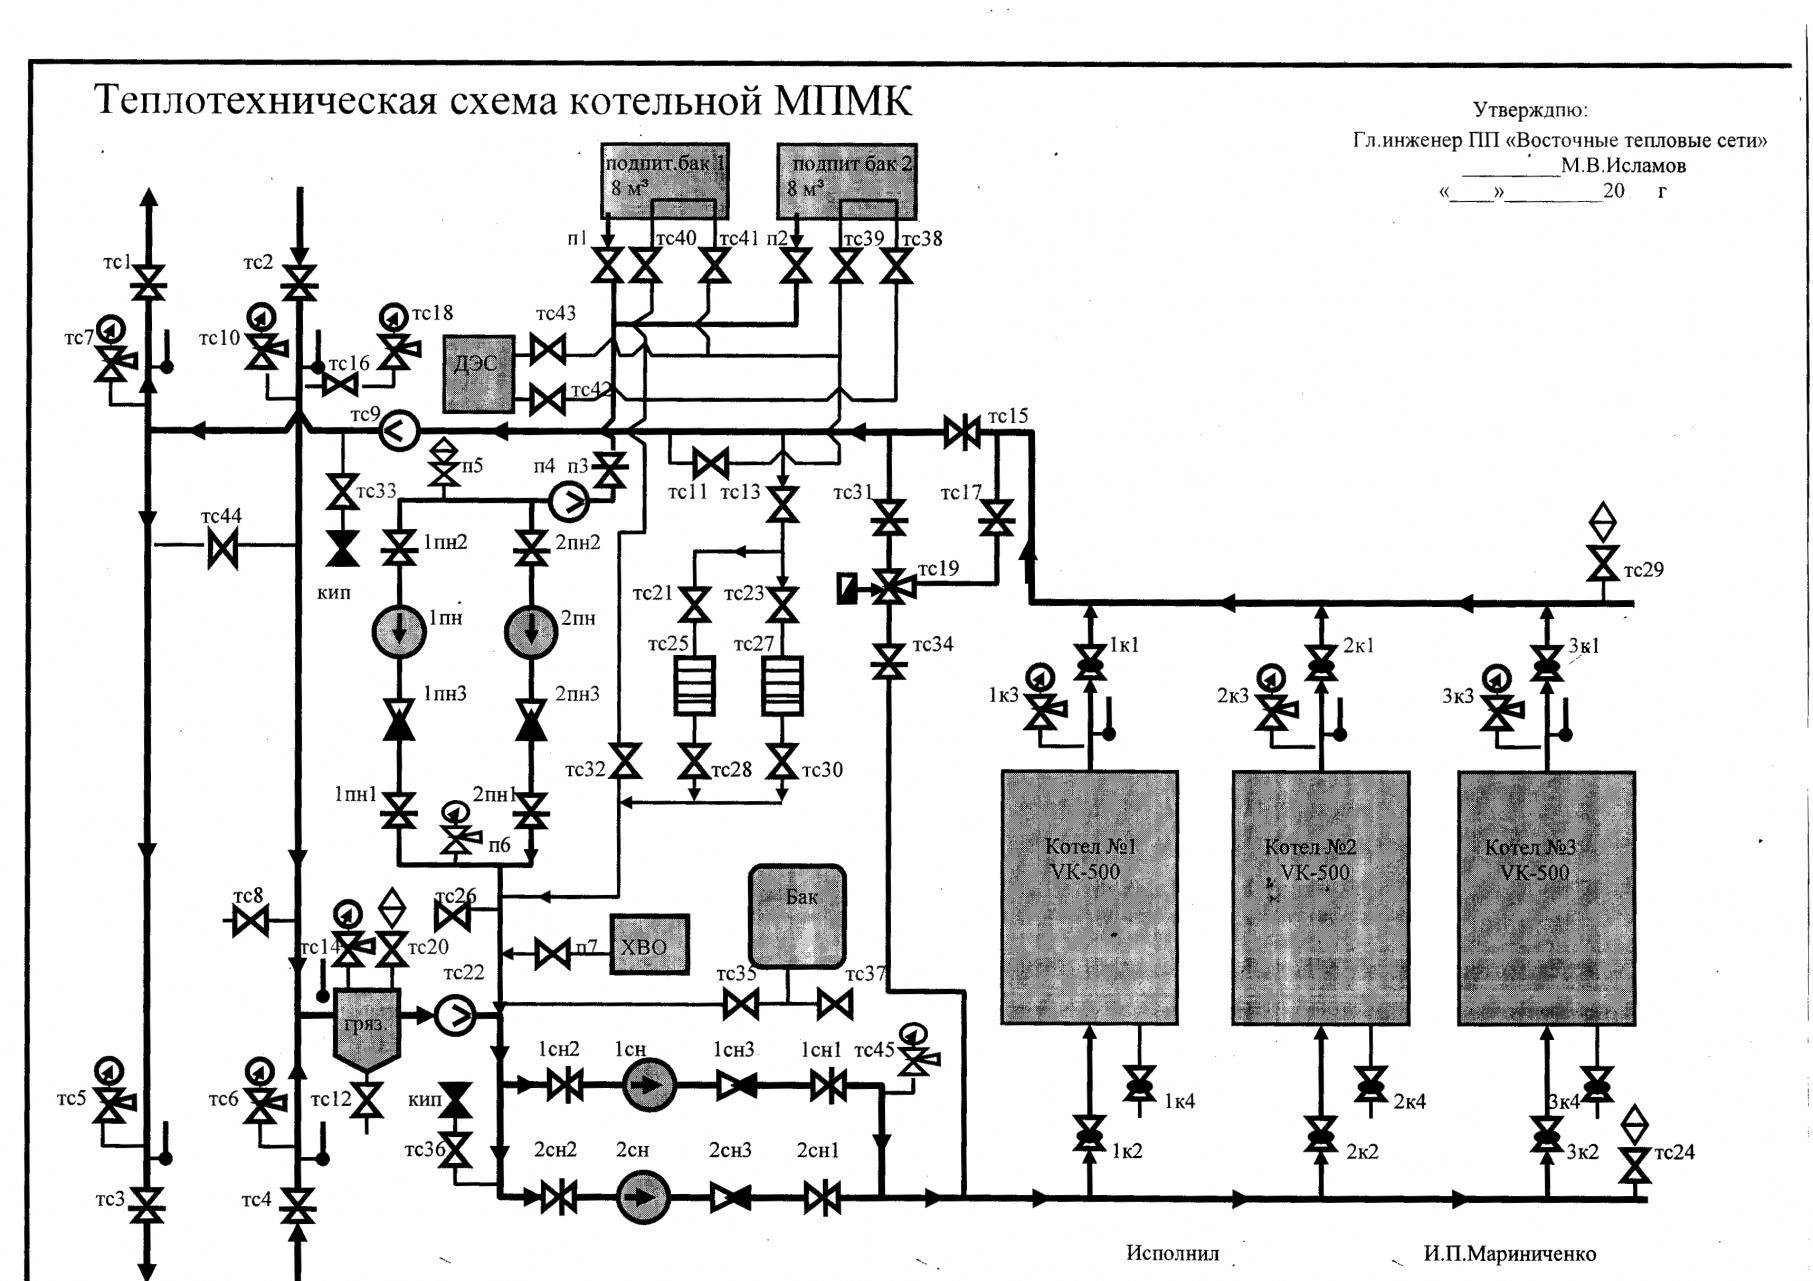 Теплотехническая схема котельной МПМК
Утверждпю:
Гл.инженер ПП «Восточные тепловые сети»
__________М.В.Исламов
«____»_________20 г
подпит.бак 1
8 м³
подпит бак 2
8 м³
п1
тс40
тс41
п2
тс39
тс38
тс1
тс2
тс7
тс10
тс18
тс16
тс43
ДЭС
тс42
тс9
тс15
п5
п4
п3
тс33
тс11
тс13
тс31
тс17
тс44
1пн2
2пн2
кип
тс19
тс29
тс21
тс23
1пн
2пн
тс25
тс27
тс34
1к1
2к1
3к1
1пн3
2пн3
1к3
2к3
3к3
тс32
тс28
тс30
1пн1
2пн1
п6
Котел №1
VK-500
Котел №2
VK-500
Котел №3
VK-500
тс8
тс26
Бак
тс14
тс20
п7
ХВО
тс22
тс35
тс37
гряз.
1сн2
1сн
1сн3
1сн1
тс45
тс5
тс6
тс12
кип
1к4
2к4
3к4
тс36
2сн2
2сн
2сн3
2сн1
1к2
2к2
3к2
тс24
тс3
тс4
Исполнил
И.П.Мариниченко